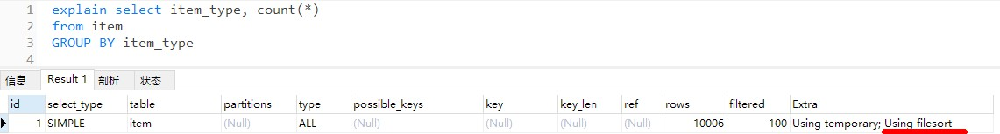 1 explain select item_type, count(*)
2 from item
3 GROUP BY item_type
4
信息 Result 1 剖析 状态
id select_type table partitions type possible_keys key key_len ref rows filtered Extra
1 SIMPLE item (Null) ALL (Null) (Null) (Null) (Null) 10006 100 Using temporary; Using filesort